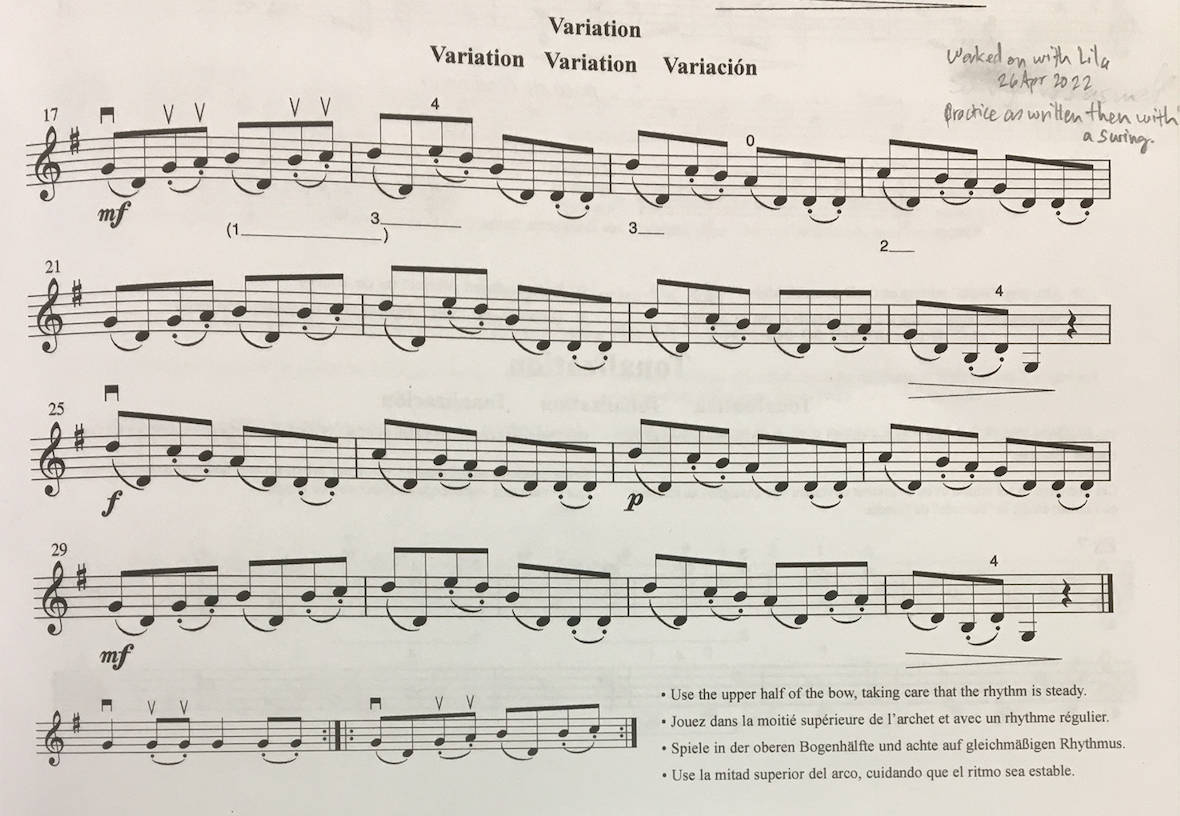 Variation
Variation Variation Variación
Worked on with Lila
26 Apr 2022
Practice as written then with
a swing.
17
4
0
mf
(1 ) 3 3 2
21
4
25
f p
29
4
mf
• Use the upper half of the bow, taking care that the rhythm is steady.
• Jouez dans la moitié supérieure de l'archet et avec un rhythme régulier.
• Spiele in der oberen Bogenhälfte und achte auf gleichmäßigen Rhythmus.
• Use la mitad superior del arco, cuidando que el ritmo sea estable.